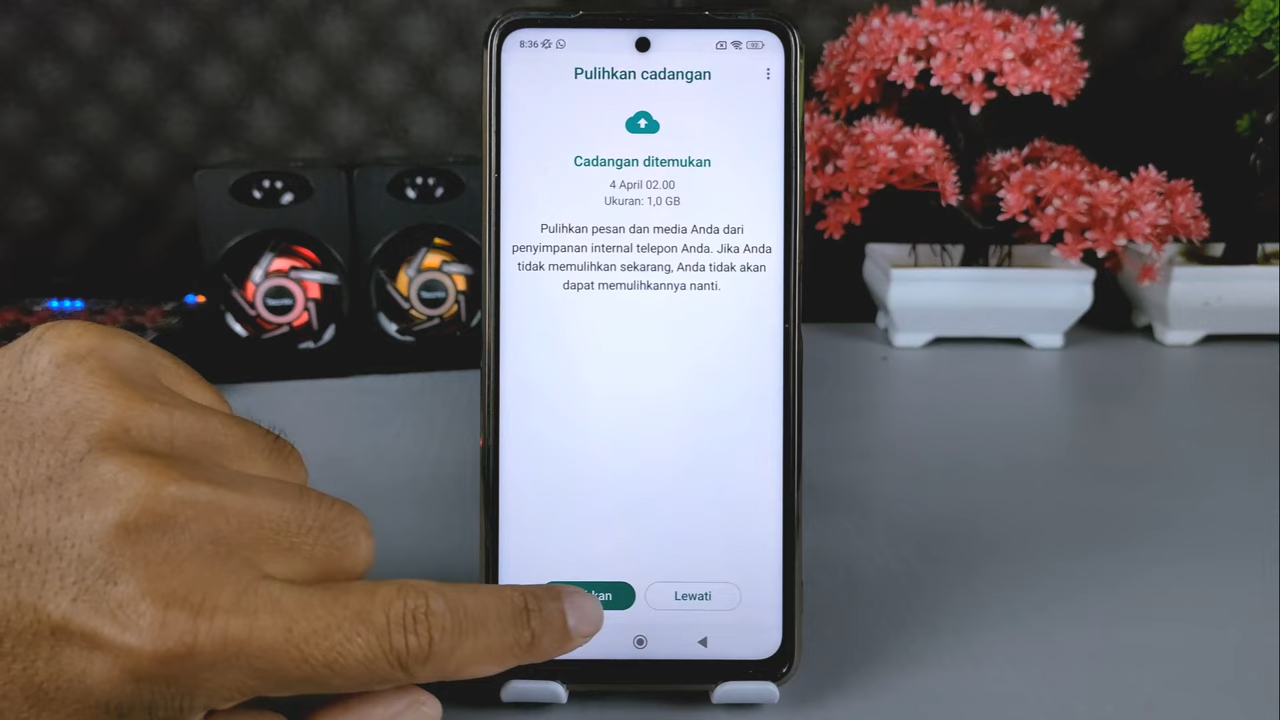 8:36
92
Pulihkan cadangan
Cadangan ditemukan
4 April 02.00
Ukuran: 1,0 GB
Pulihkan pesan dan media Anda dari
penyimpanan internal telepon Anda. Jika Anda
tidak memulihkan sekarang, Anda tidak akan
dapat memulihkannya nanti.
Lewati